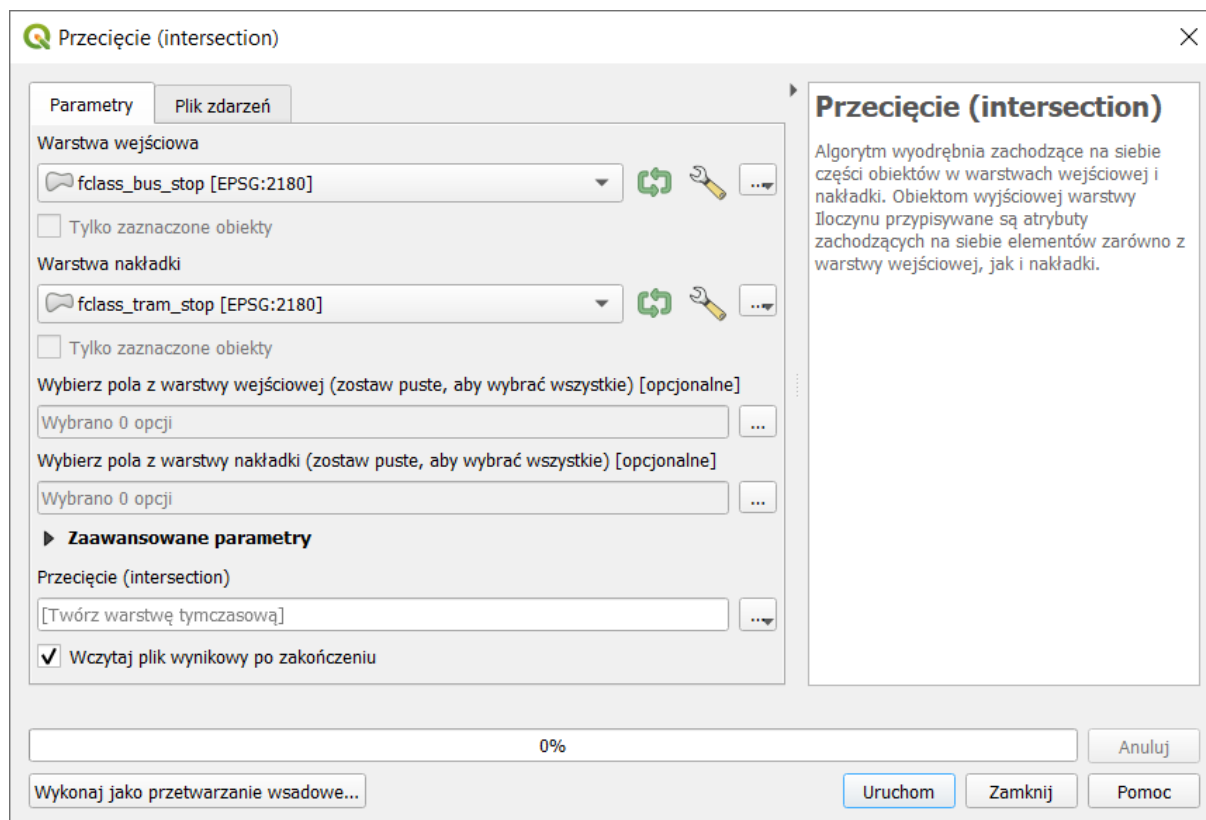 Przecięcie (intersection)
Parametry
Plik zdarzeń
Warstwa wejściowa
fclass_bus_stop [EPSG:2180]
...
Tylko zaznaczone obiekty
Warstwa nakładki
fclass_tram_stop [EPSG:2180]
...
Tylko zaznaczone obiekty
Wybierz pola z warstwy wejściowej (zostaw puste, aby wybrać wszystkie) [opcjonalne]
Wybrano 0 opcji
...
Wybierz pola z warstwy nakładki (zostaw puste, aby wybrać wszystkie) [opcjonalne]
Wybrano 0 opcji
...
Zaawansowane parametry
Przecięcie (intersection)
[Twórz warstwę tymczasową]
...
Wczytaj plik wynikowy po zakończeniu
Przecięcie (intersection)
Algorytm wyodrębnia zachodzące na siebie
części obiektów w warstwach wejściowej i
nakładki. Obiektom wyjściowej warstwy
Iloczynu przypisywane są atrybuty
zachodzących na siebie elementów zarówno z
warstwy wejściowej, jak i nakładki.
0%
Anuluj
Wykonaj jako przetwarzanie wsadowe...
Uruchom
Zamknij
Pomoc